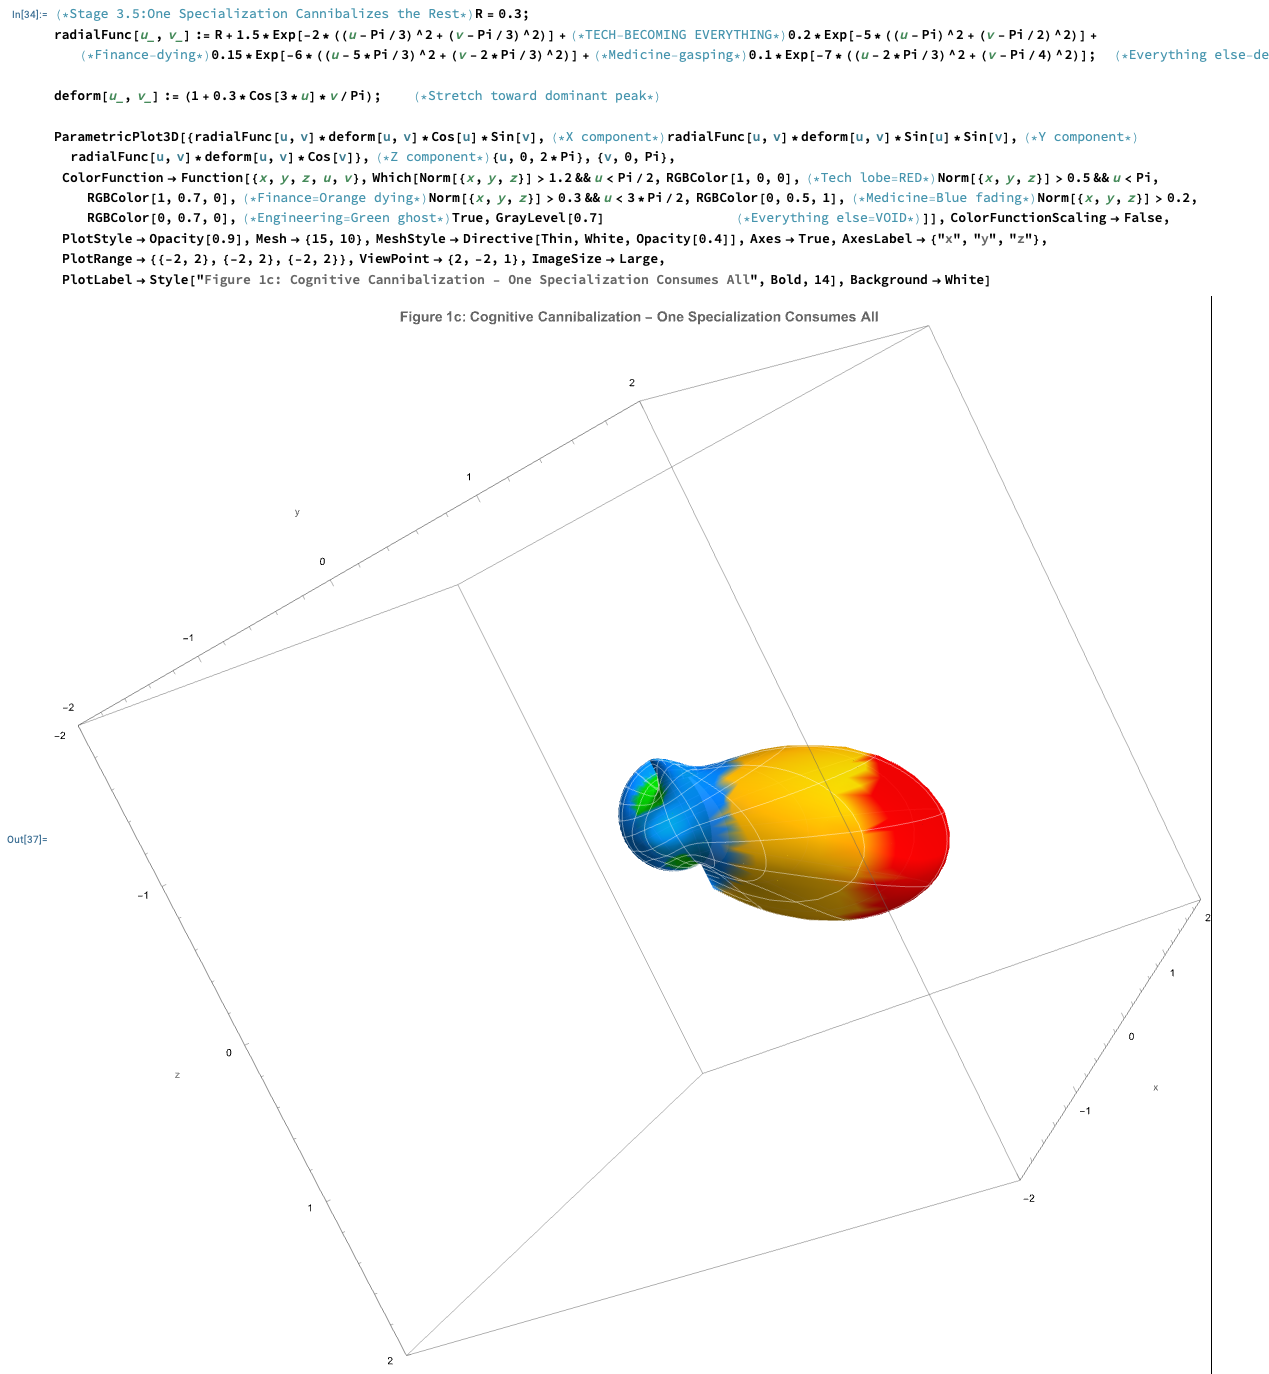 In[34]:= (*Stage 3.5:One Specialization Cannibalizes the Rest*)R = 0.3;
radialFunc[u_, v_] := R + 1.5 * Exp[-2 * ((u - Pi / 3) ^ 2 + (v - Pi / 3) ^ 2)] + (*TECH-BECOMING EVERYTHING*)0.2 * Exp[-5 * ((u - Pi) ^ 2 + (v - Pi / 2) ^ 2)] +
(*Finance-dying*)0.15 * Exp[-6 * ((u - 5 * Pi / 3) ^ 2 + (v - 2 * Pi / 3) ^ 2)] + (*Medicine-gasping*)0.1 * Exp[-7 * ((u - 2 * Pi / 3) ^ 2 + (v - Pi / 4) ^ 2)]; (*Everything else-de
deform[u_, v_] := (1 + 0.3 * Cos[3 * u] * v / Pi); (*Stretch toward dominant peak*)
ParametricPlot3D[{radialFunc[u, v] * deform[u, v] * Cos[u] * Sin[v], (*X component*)radialFunc[u, v] * deform[u, v] * Sin[u] * Sin[v], (*Y component*)
radialFunc[u, v] * deform[u, v] * Cos[v]}, (*Z component*){u, 0, 2 * Pi}, {v, 0, Pi},
ColorFunction → Function[{x, y, z, u, v}, Which[Norm[{x, y, z}] > 1.2 && u < Pi / 2, RGBColor[1, 0, 0], (*Tech lobe=RED*)Norm[{x, y, z}] > 0.5 && u < Pi,
RGBColor[1, 0.7, 0], (*Finance=Orange dying*)Norm[{x, y, z}] > 0.3 && u < 3 * Pi / 2, RGBColor[0, 0.5, 1], (*Medicine=Blue fading*)Norm[{x, y, z}] > 0.2,
RGBColor[0, 0.7, 0], (*Engineering=Green ghost*)True, GrayLevel[0.7] (*Everything else=VOID*)]], ColorFunctionScaling → False,
PlotStyle → Opacity[0.9], Mesh → {15, 10}, MeshStyle → Directive[Thin, White, Opacity[0.4]], Axes → True, AxesLabel → {"x", "y", "z"},
PlotRange → {{-2, 2}, {-2, 2}, {-2, 2}}, ViewPoint → {2, -2, 1}, ImageSize → Large,
PlotLabel → Style["Figure 1c: Cognitive Cannibalization - One Specialization Consumes All", Bold, 14], Background → White]
Figure 1c: Cognitive Cannibalization – One Specialization Consumes All
2
1
y
0
-1
-2
-2
Out[37]=
-1
2
1
0
0
z
x
-1
-2
1
2